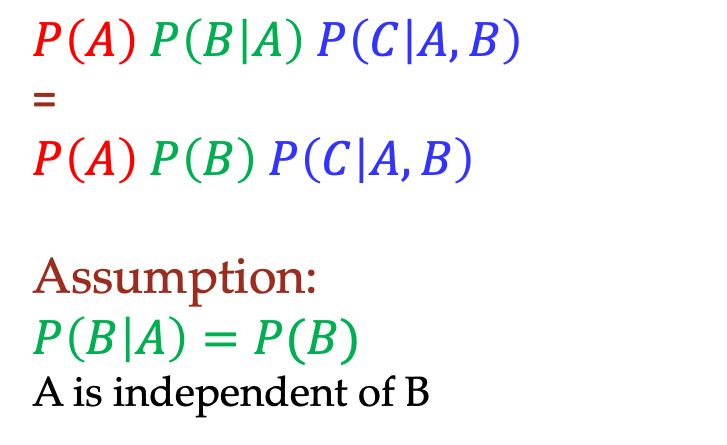 P(A) P(B|A) P(C|A, B)
=
P(A) P(B) P(C|A, B)
Assumption:
P(B|A) = P(B)
A is independent of B